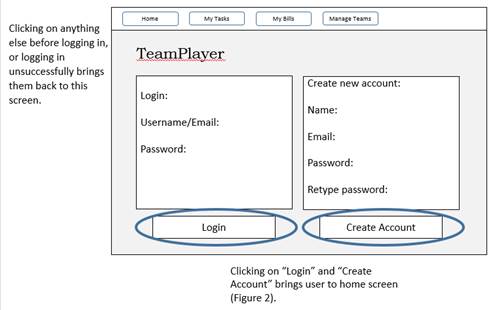 Clicking on anything
else before logging in,
or logging in
unsuccessfully brings
them back to this
screen.
Home My Tasks My Bills Manage Teams
TeamPlayer
Login:
Username/Email:
Password:
Login
Create new account:
Name:
Email:
Password:
Retype password:
Create Account
Clicking on “Login” and “Create
Account” brings user to home screen
(Figure 2).